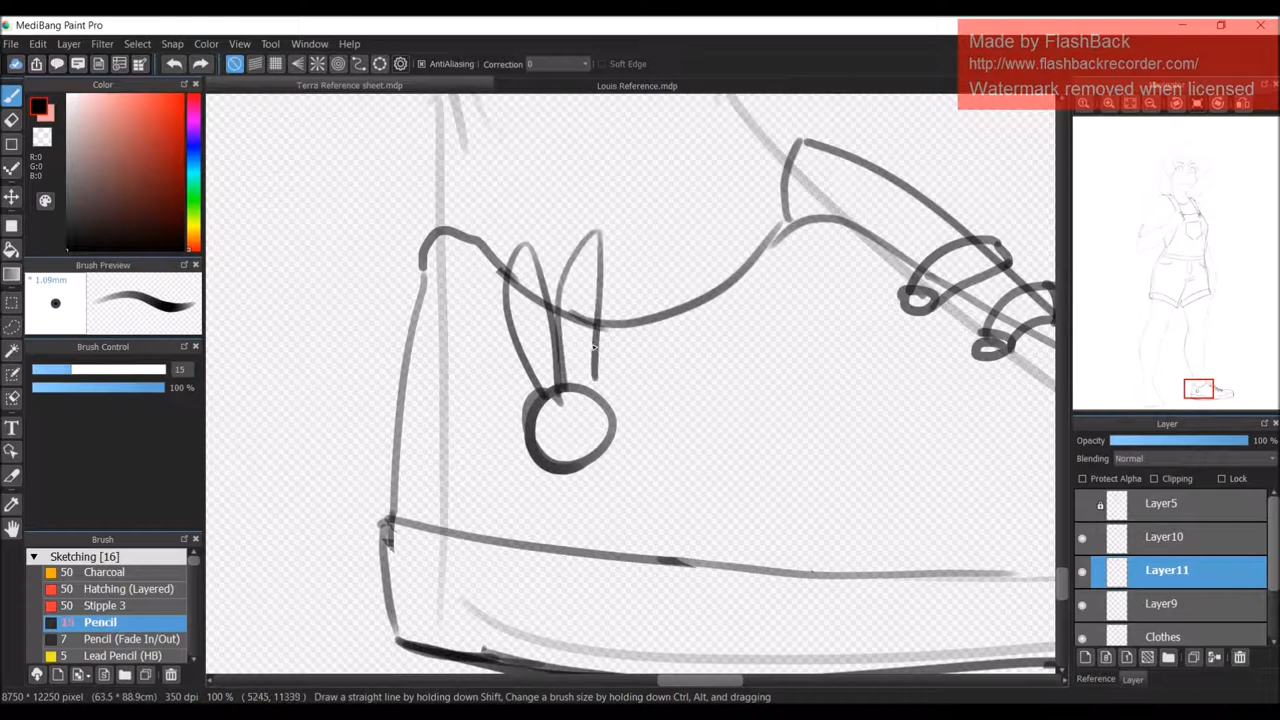 MediBang Paint Pro
File Edit Layer Filter Select Snap Color View Tool Window Help
AntiAliasing Correction 0 Soft Edge
Made by FlashBack
http://www.flashbackrecorder.com/
Watermark removed when licensed
Color
Terra Reference sheet.mdp Louis Reference.mdp
R:0
G:0
B:0
Brush Preview
* 1.09mm
Brush Control
15
100 %
Brush
Sketching [16]
50 Charcoal
50 Hatching (Layered)
50 Stipple 3
15 Pencil
7 Pencil (Fade In/Out)
5 Lead Pencil (HB)
Navigator
Layer
Opacity 100 %
Blending Normal
Protect Alpha Clipping Lock
Layer5
Layer10
Layer11
Layer9
Clothes
Reference Layer
8750 * 12250 pixel (63.5 * 88.9cm) 350 dpi 100 % ( 5245, 11339 ) Draw a straight line by holding down Shift, Change a brush size by holding down Ctrl, Alt, and dragging